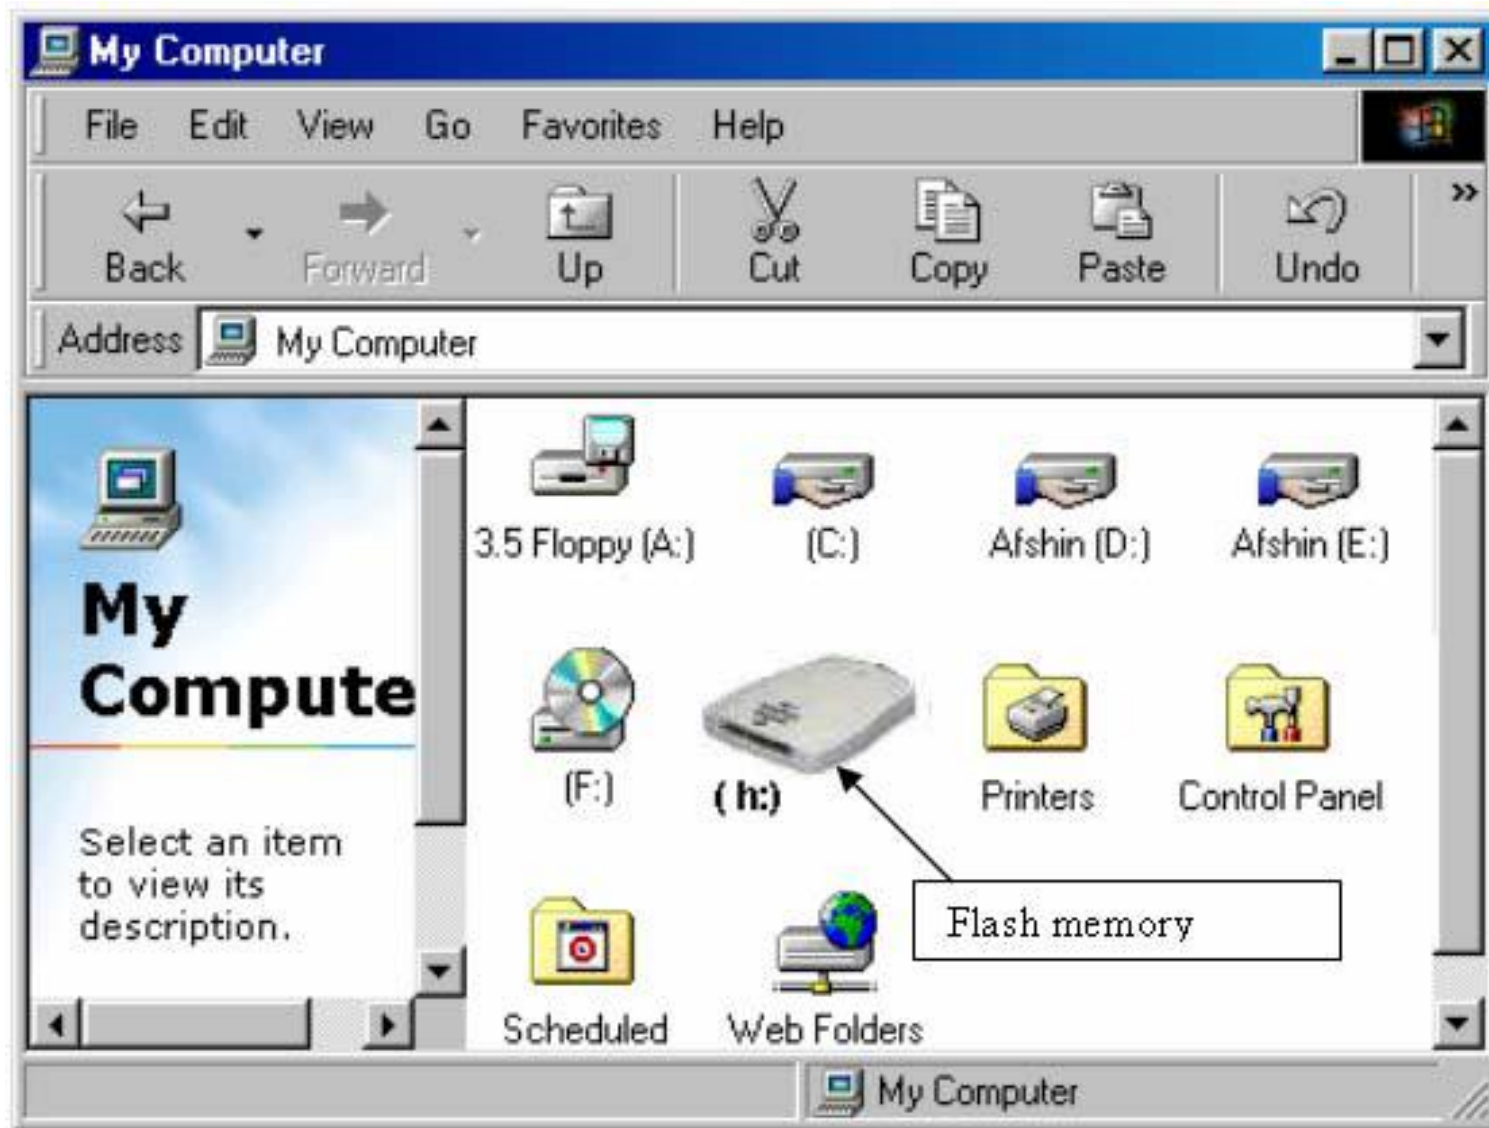 My Computer
File Edit View Go Favorites Help
Back Forward Up Cut Copy Paste Undo »
Address My Computer
My
Compute
Select an item
to view its
description.
3.5 Floppy (A:) (C:) Afshin (D:) Afshin (E:)
(F:) ( h:) Printers Control Panel
Flash memory
Scheduled Web Folders
My Computer